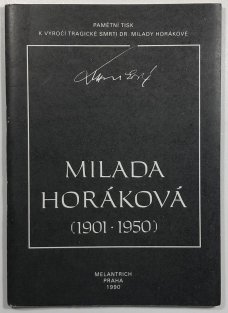 PAMĚTNÍ TISK
K VÝROČÍ TRAGICKÉ SMRTI DR. MILADY HORÁKOVÉ
MILADA
HORÁKOVÁ
(1901 · 1950)
MELANTRICH
PRAHA
1990